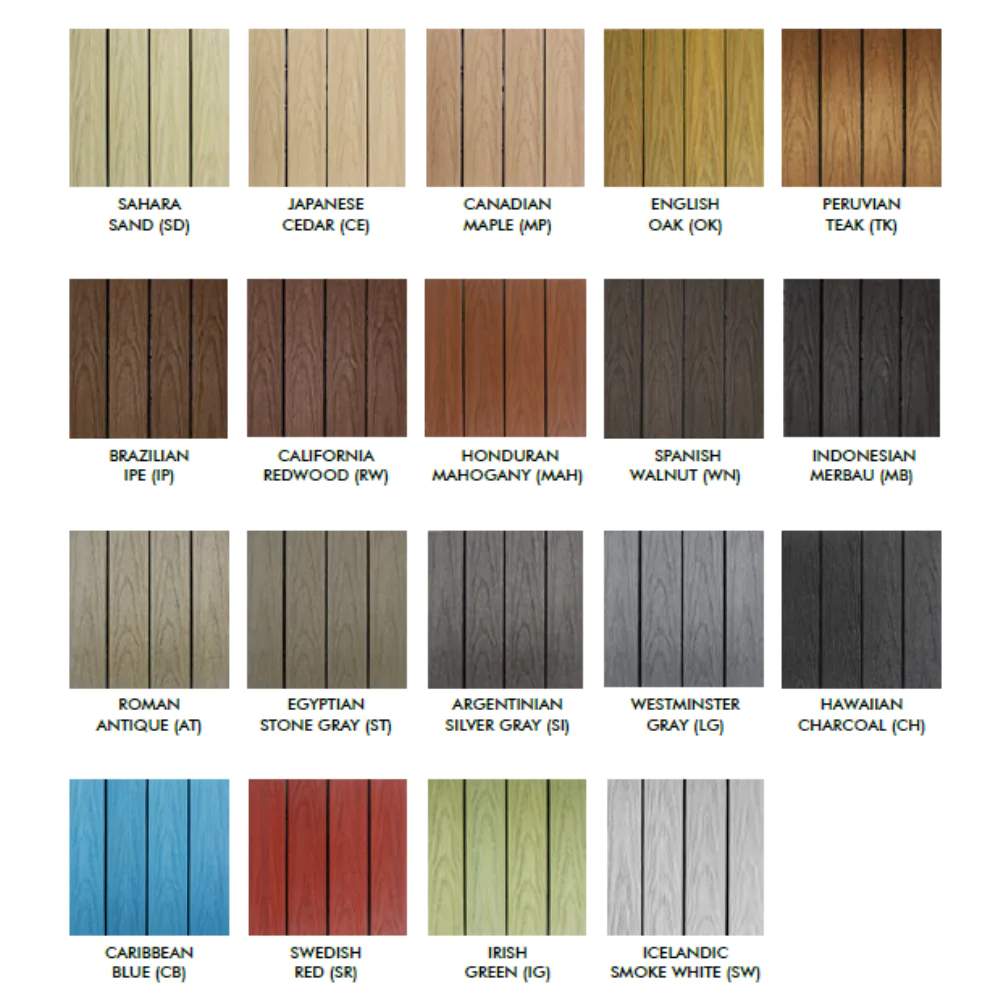 SAHARA
SAND (SD)
JAPANESE
CEDAR (CE)
CANADIAN
MAPLE (MP)
ENGLISH
OAK (OK)
PERUVIAN
TEAK (TK)
BRAZILIAN
IPE (IP)
CALIFORNIA
REDWOOD (RW)
HONDURAN
MAHOGANY (MAH)
SPANISH
WALNUT (WN)
INDONESIAN
MERBAU (MB)
ROMAN
ANTIQUE (AT)
EGYPTIAN
STONE GRAY (ST)
ARGENTINIAN
SILVER GRAY (SI)
WESTMINSTER
GRAY (LG)
HAWAIIAN
CHARCOAL (CH)
CARIBBEAN
BLUE (CB)
SWEDISH
RED (SR)
IRISH
GREEN (IG)
ICELANDIC
SMOKE WHITE (SW)